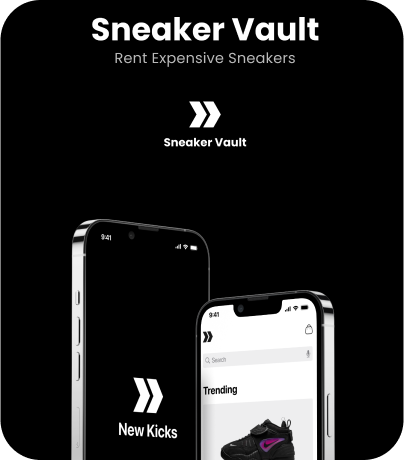 Sneaker Vault
Rent Expensive Sneakers
Sneaker Vault
9:41
New Kicks
9:41
Search
Trending